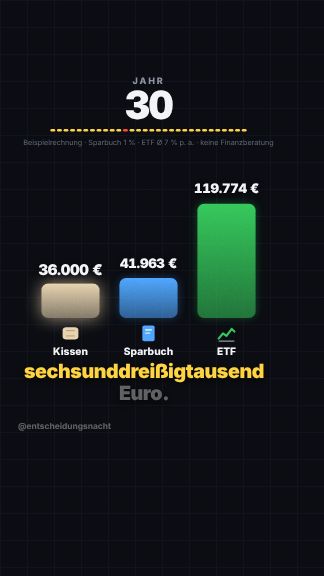 JAHR
30
Beispielrechnung · Sparbuch 1 % · ETF Ø 7 % p. a. · keine Finanzberatung
119.774 €
36.000 €
41.963 €
Kissen
Sparbuch
ETF
sechsunddreißigtausend
Euro.
@entscheidungsnacht